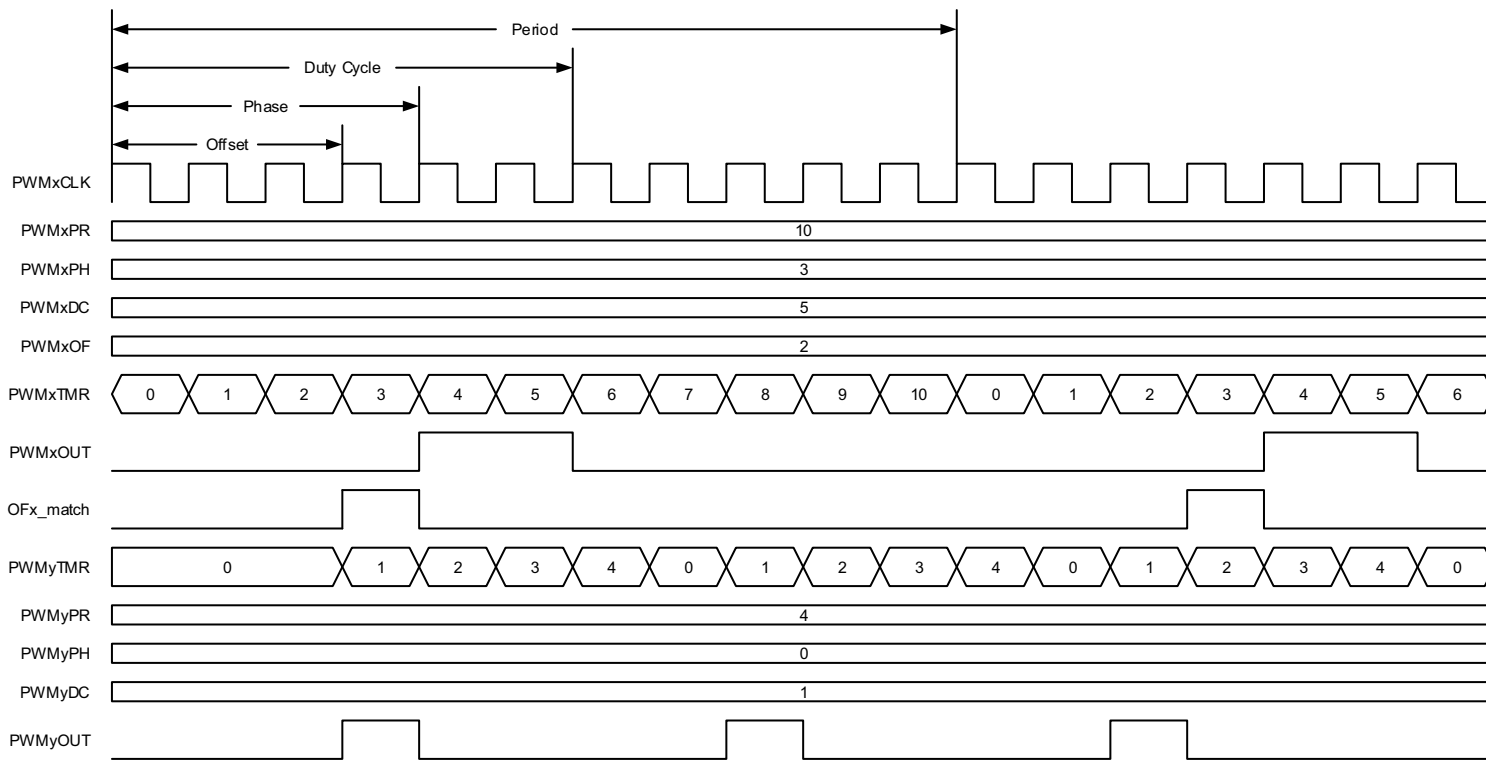 Period
Duty Cycle
Phase
Offset
PWMxCLK
PWMxPR 10
PWMxPH 3
PWMxDC 5
PWMxOF 2
PWMxTMR 0 1 2 3 4 5 6 7 8 9 10 0 1 2 3 4 5 6
PWMxOUT
OFx_match
PWMyTMR 0 1 2 3 4 0 1 2 3 4 0 1 2 3 4 0
PWMyPR 4
PWMyPH 0
PWMyDC 1
PWMyOUT